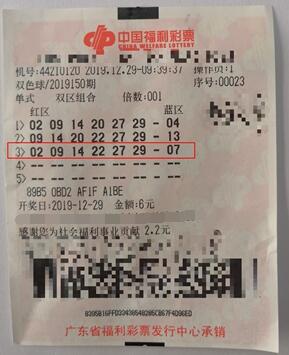 中国福利彩票
CHINA WELFARE LOTTERY
机号:44210120 2019.12.29-09:39:37 操作员:1
双色球/2019150期 序号:00023
单式 双区组合 倍数:001
红区 蓝区
1> 02 09 14 20 27 29 - 04
2> 09 14 20 22 27 29 - 13
3> 02 09 14 22 27 29 - 07
4> -- -- -- -- -- --
5> -- -- -- -- -- --
89B5 0BD2 AF1F A1BE
开奖日:2019-12-29 金额:6元
感谢您为社会福利事业贡献 2.2元
广东省福利彩票发行中心承销